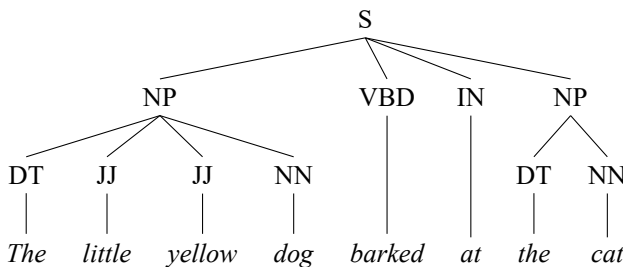 S
NP VBD IN NP
DT JJ JJ NN DT NN
The little yellow dog barked at the cat